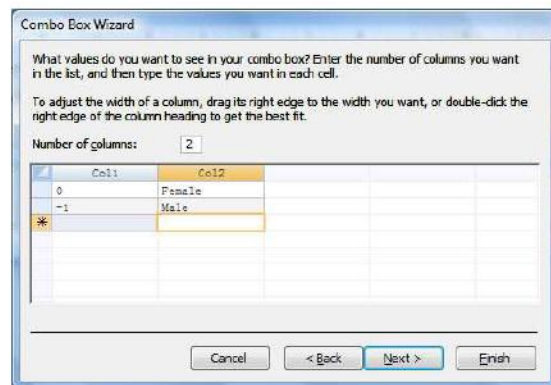 Combo Box Wizard
What values do you want to see in your combo box? Enter the number of columns you want
in the list, and then type the values you want in each cell.
To adjust the width of a column, drag its right edge to the width you want, or double-click the
right edge of the column heading to get the best fit.
Number of columns: 2
Col1 Col2
0 Female
-1 Male
*
Cancel < Back Next > Finish